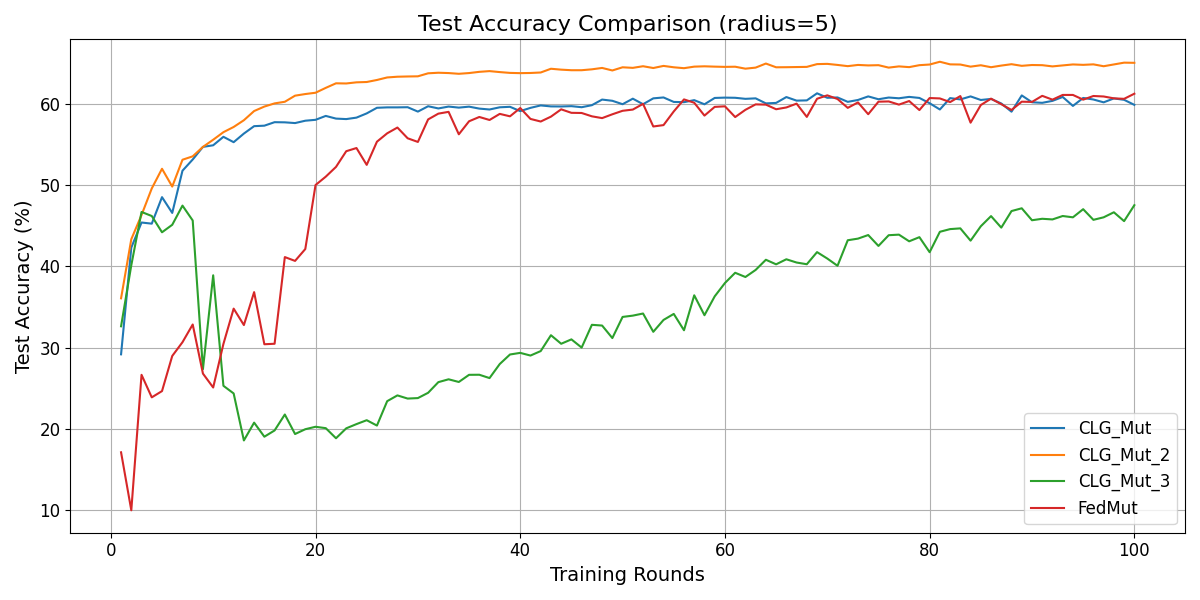 Test Accuracy Comparison (radius=5)
Test Accuracy (%)
60
50
40
30
20
10
0
20
40
60
80
100
Training Rounds
CLG_Mut
CLG_Mut_2
CLG_Mut_3
FedMut